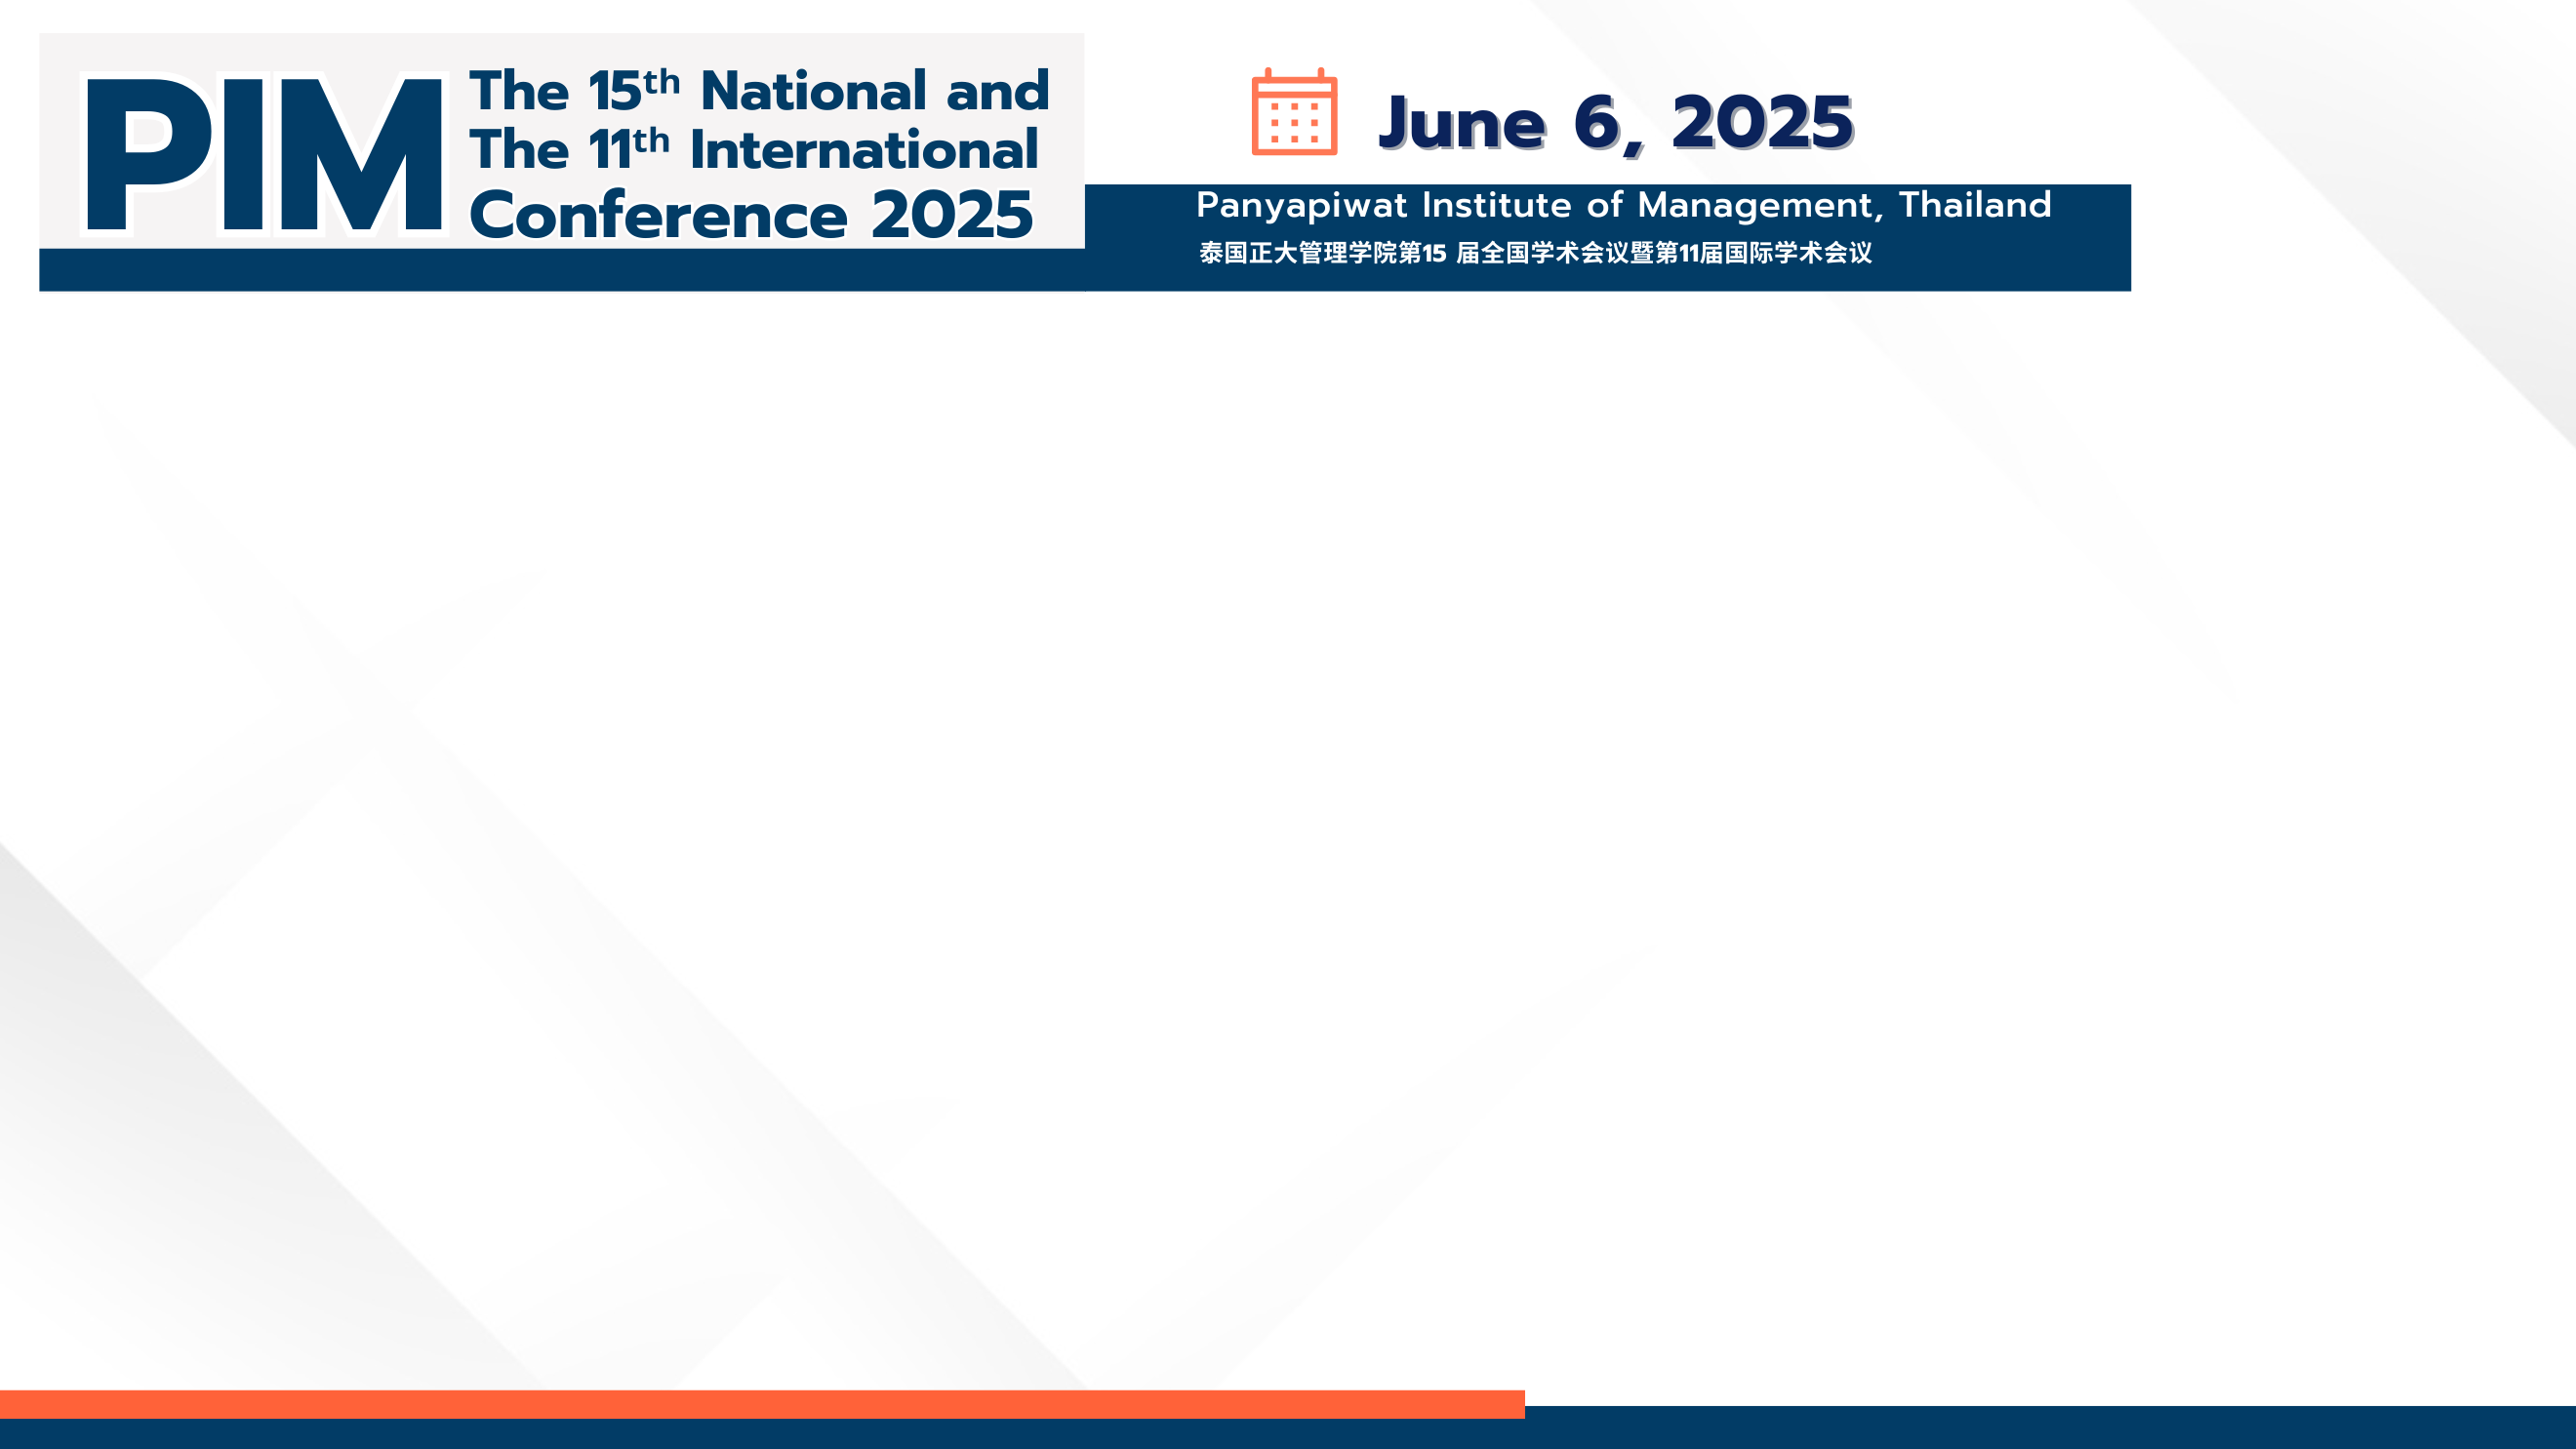 PIM
The 15th National and
The 11th International
Conference 2025
June 6, 2025
Panyapiwat Institute of Management, Thailand
泰国正大管理学院第15 届全国学术会议暨第11届国际学术会议